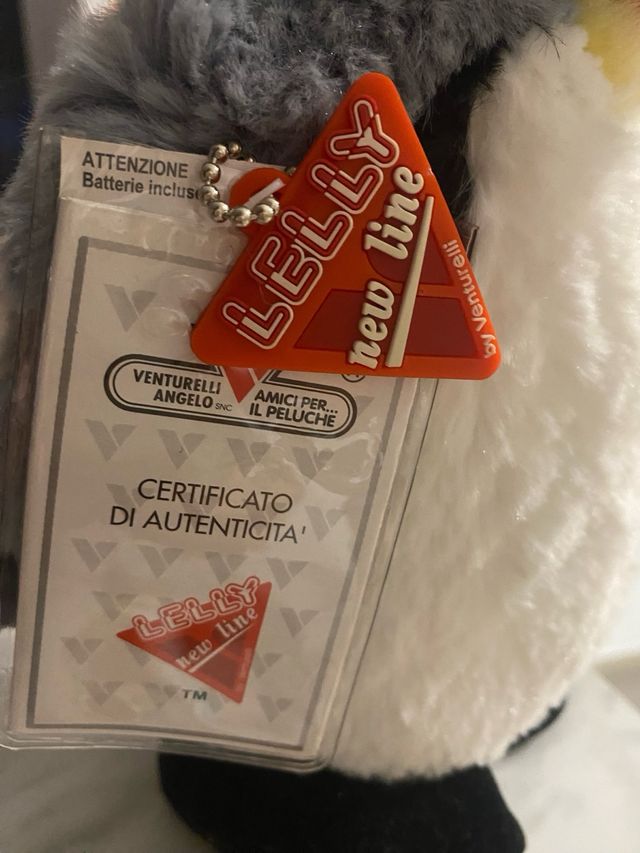 ATTENZIONE
Batterie incluse
LELLY
new line
by Venturelli
VENTURELLI
ANGELO SNC
AMICI PER...
IL PELUCHE
CERTIFICATO
DI AUTENTICITA'
LELLY
new line
TM